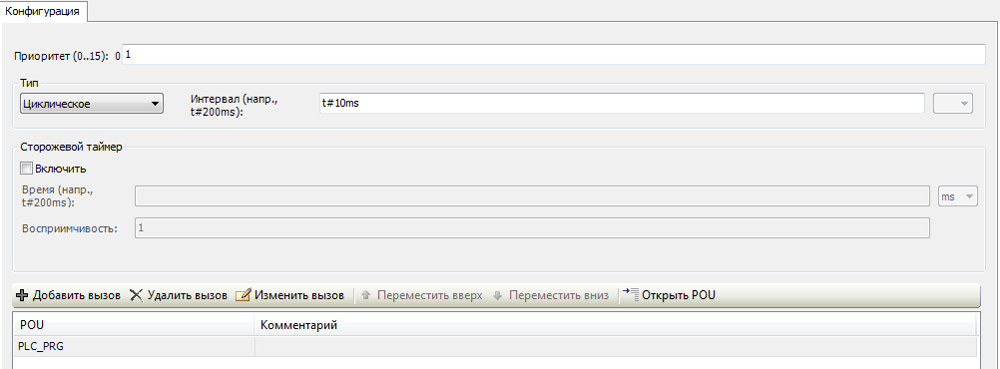 Конфигурация
Приоритет (0..15): 0 1
Тип
Циклическое
Интервал (напр., t#200ms):
t#10ms
Сторожевой таймер
Включить
Время (напр., t#200ms):
ms
Восприимчивость:
1
Добавить вызов Удалить вызов Изменить вызов Переместить вверх Переместить вниз Открыть POU
POU Комментарий
PLC_PRG